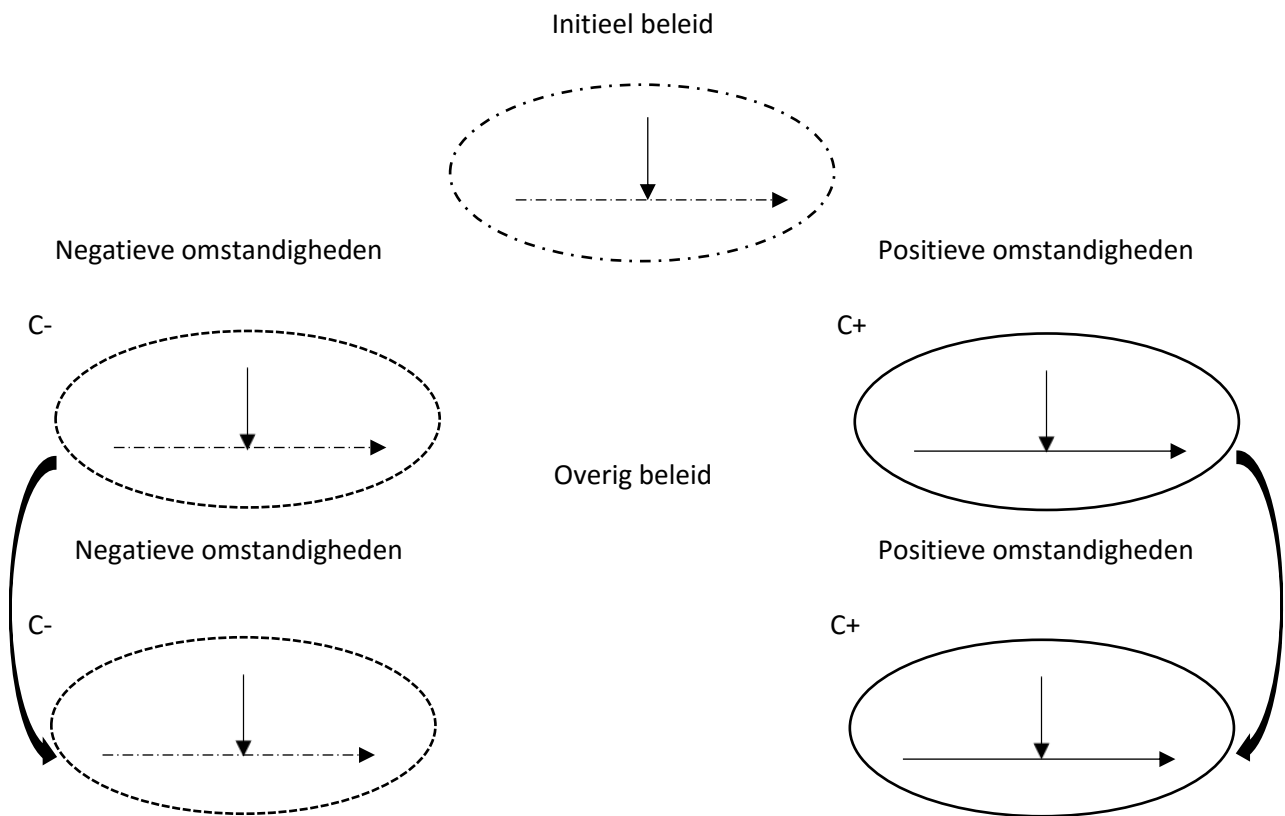 Initieel beleid
Negatieve omstandigheden
Positieve omstandigheden
C-
C+
Overig beleid
Negatieve omstandigheden
Positieve omstandigheden
C-
C+